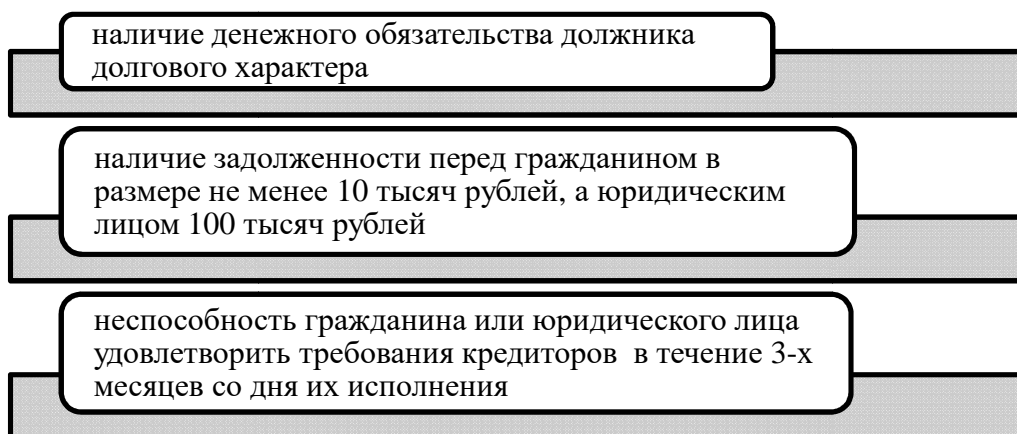 наличие денежного обязательства должника
долгового характера
наличие задолженности перед гражданином в
размере не менее 10 тысяч рублей, а юридическим
лицом 100 тысяч рублей
неспособность гражданина или юридического лица
удовлетворить требования кредиторов в течение 3-х
месяцев со дня их исполнения